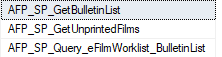 AFP_SP_GetBulletinList
AFP_SP_GetUnprintedFilms
AFP_SP_Query_eFilmWorklist_BulletinList